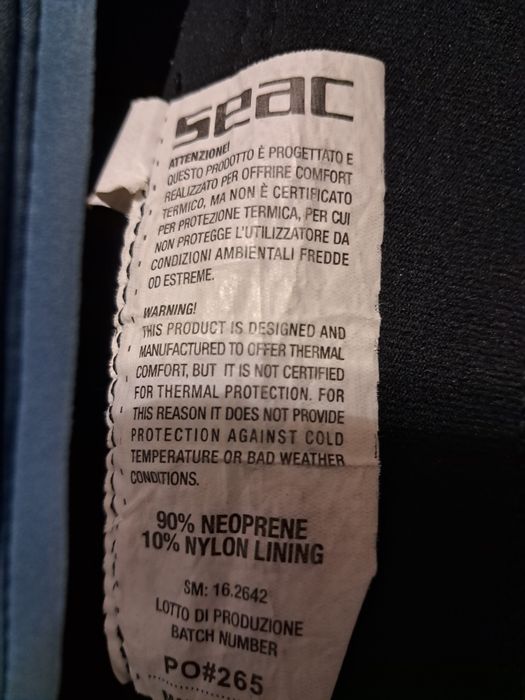 seac
ATTENZIONE!
QUESTO PRODOTTO È PROGETTATO E
REALIZZATO PER OFFRIRE COMFORT
TERMICO, MA NON È CERTIFICATO
PER PROTEZIONE TERMICA, PER CUI
NON PROTEGGE L'UTILIZZATORE DA
CONDIZIONI AMBIENTALI FREDDE
OD ESTREME.
WARNING!
THIS PRODUCT IS DESIGNED AND
MANUFACTURED TO OFFER THERMAL
COMFORT, BUT IT IS NOT CERTIFIED
FOR THERMAL PROTECTION. FOR
THIS REASON IT DOES NOT PROVIDE
PROTECTION AGAINST COLD
TEMPERATURE OR BAD WEATHER
CONDITIONS.
90% NEOPRENE
10% NYLON LINING
SM: 16.2642
LOTTO DI PRODUZIONE
BATCH NUMBER
PO#265